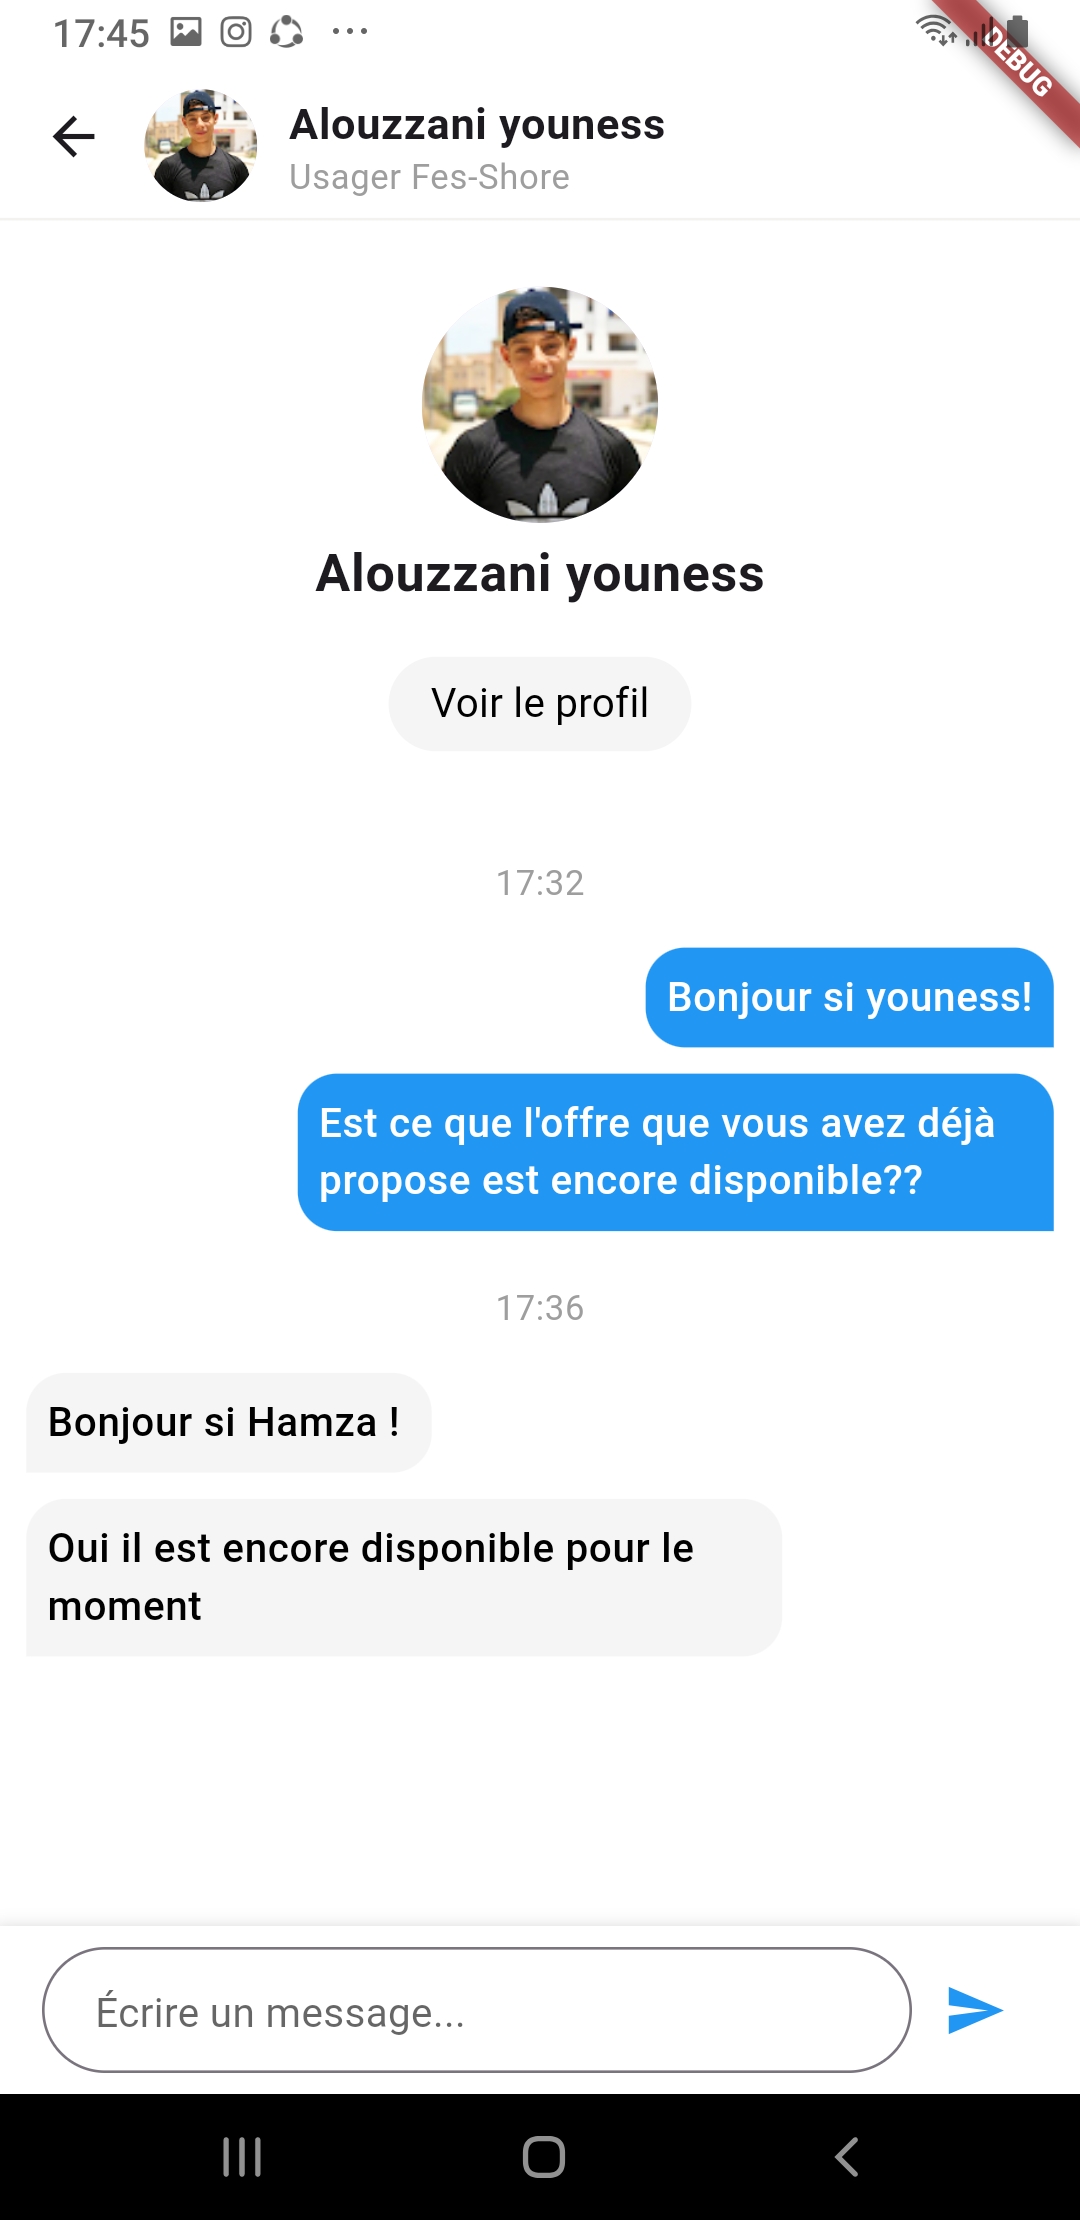 17:45
DEBUG
Alouzzani youness
Usager Fes-Shore
Alouzzani youness
Voir le profil
17:32
Bonjour si youness!
Est ce que l'offre que vous avez déjà
propose est encore disponible??
17:36
Bonjour si Hamza !
Oui il est encore disponible pour le
moment
Écrire un message...